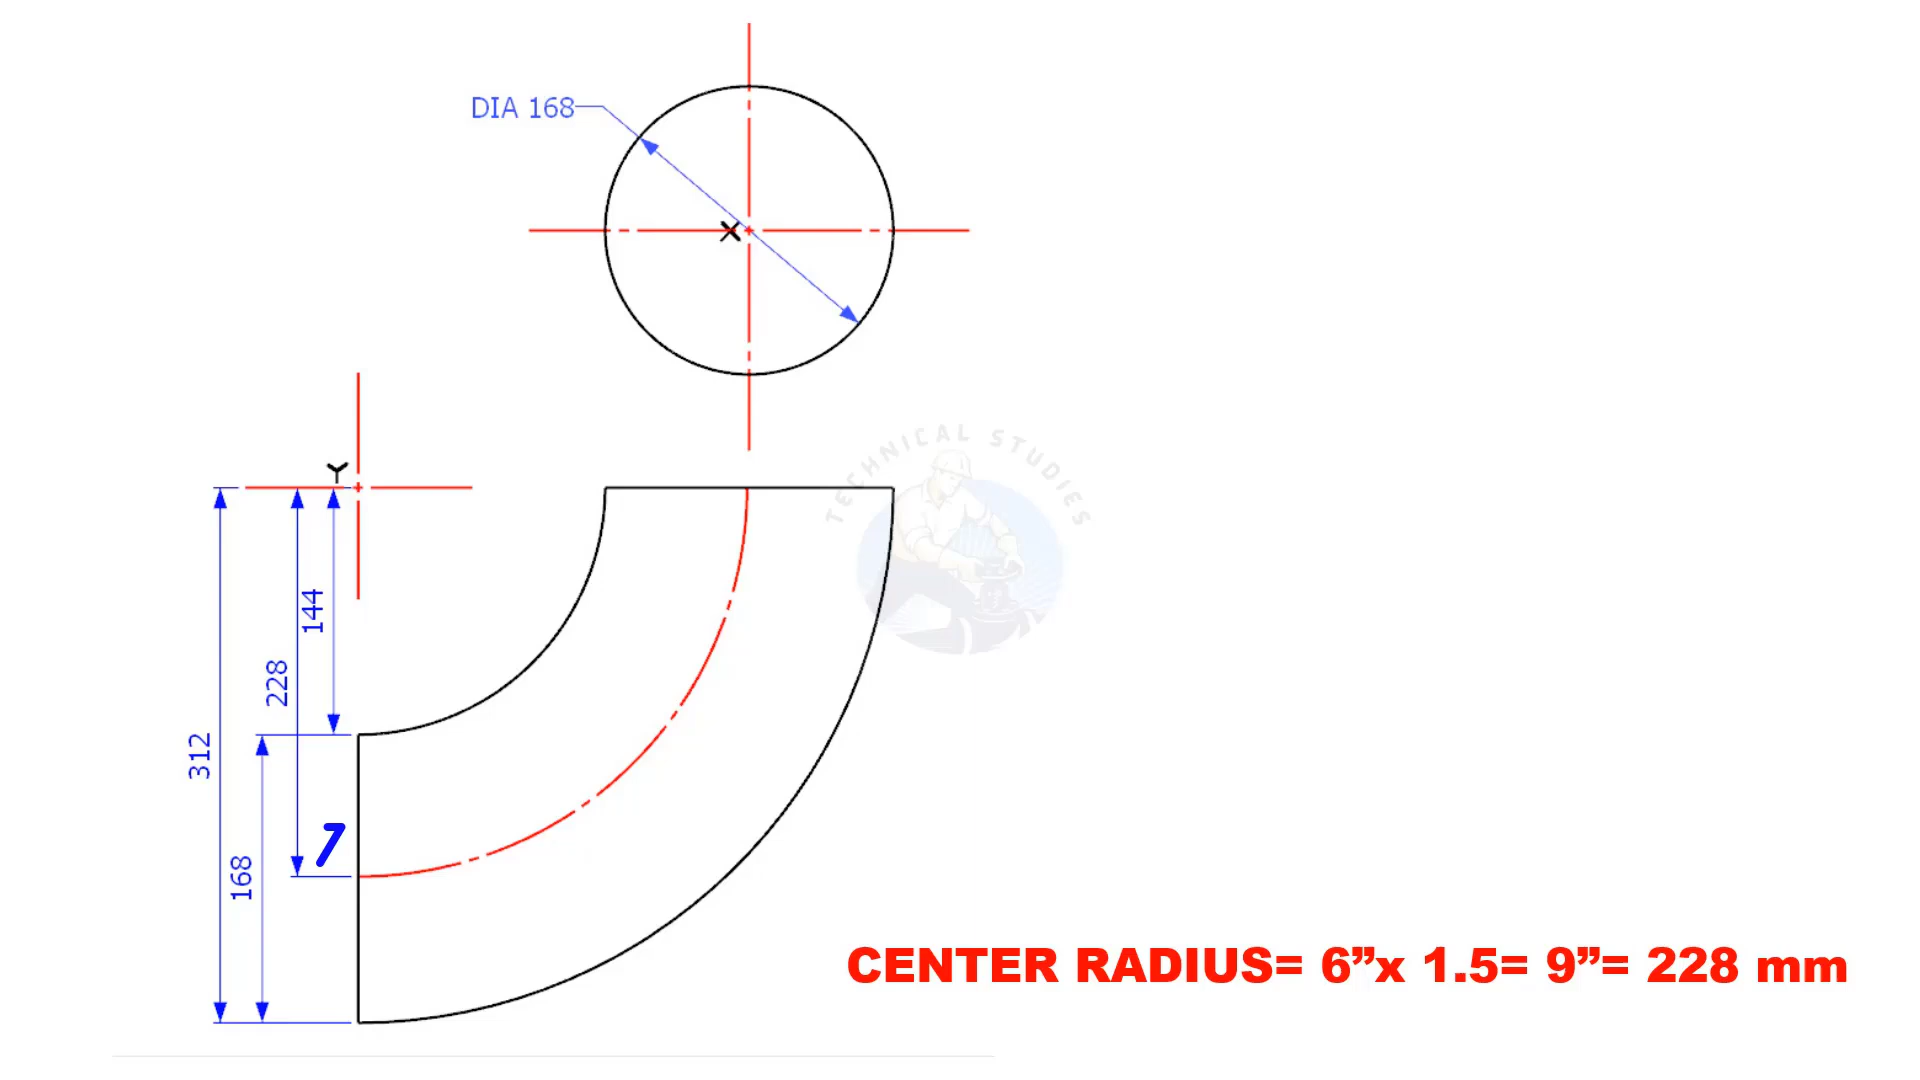 DIA 168
X
TECHNICAL STUDIES
Y
144
228
312
168
1
CENTER RADIUS= 6”x 1.5= 9”= 228 mm